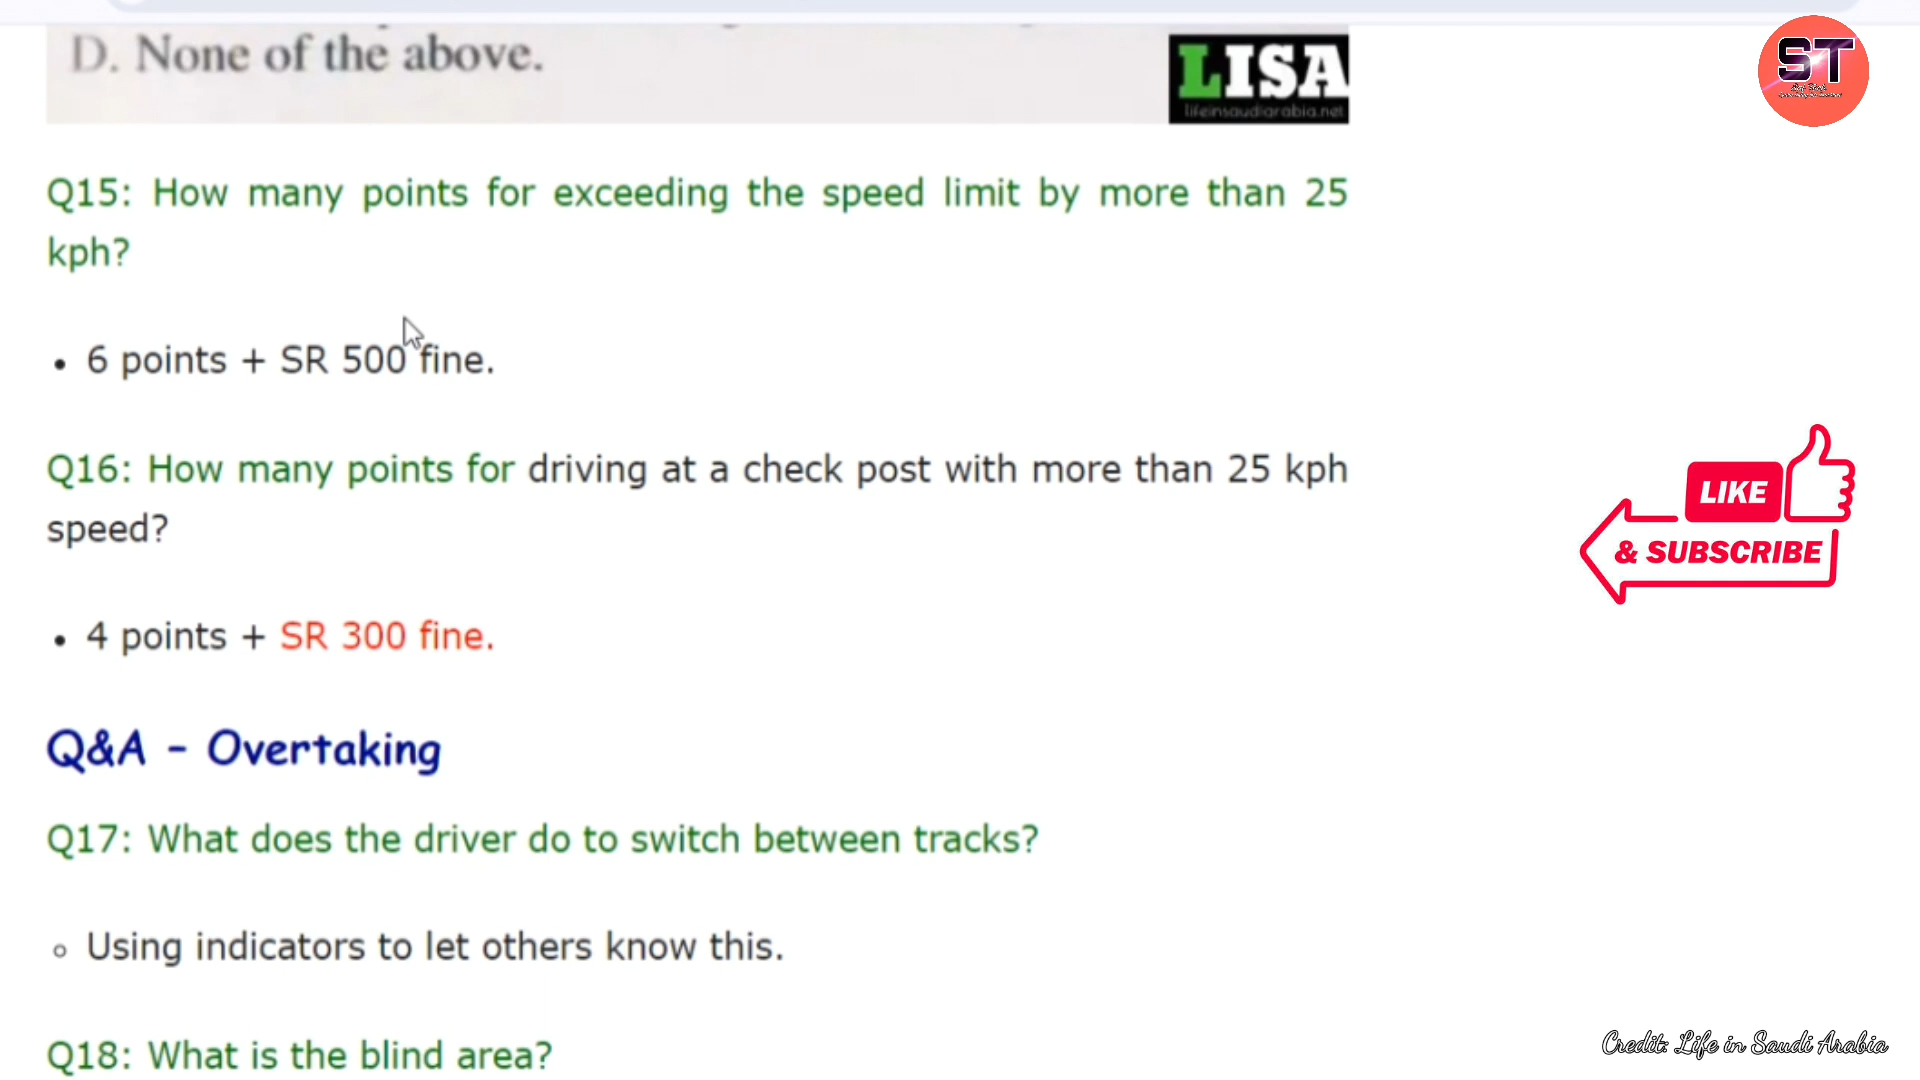 D. None of the above.
LISA
lifeinsaudiarabia.net
ST
Q15: How many points for exceeding the speed limit by more than 25
kph?
• 6 points + SR 500 fine.
Q16: How many points for driving at a check post with more than 25 kph
speed?
LIKE
& SUBSCRIBE
• 4 points + SR 300 fine.
Q&A – Overtaking
Q17: What does the driver do to switch between tracks?
○ Using indicators to let others know this.
Q18: What is the blind area?
Credit: Life in Saudi Arabia